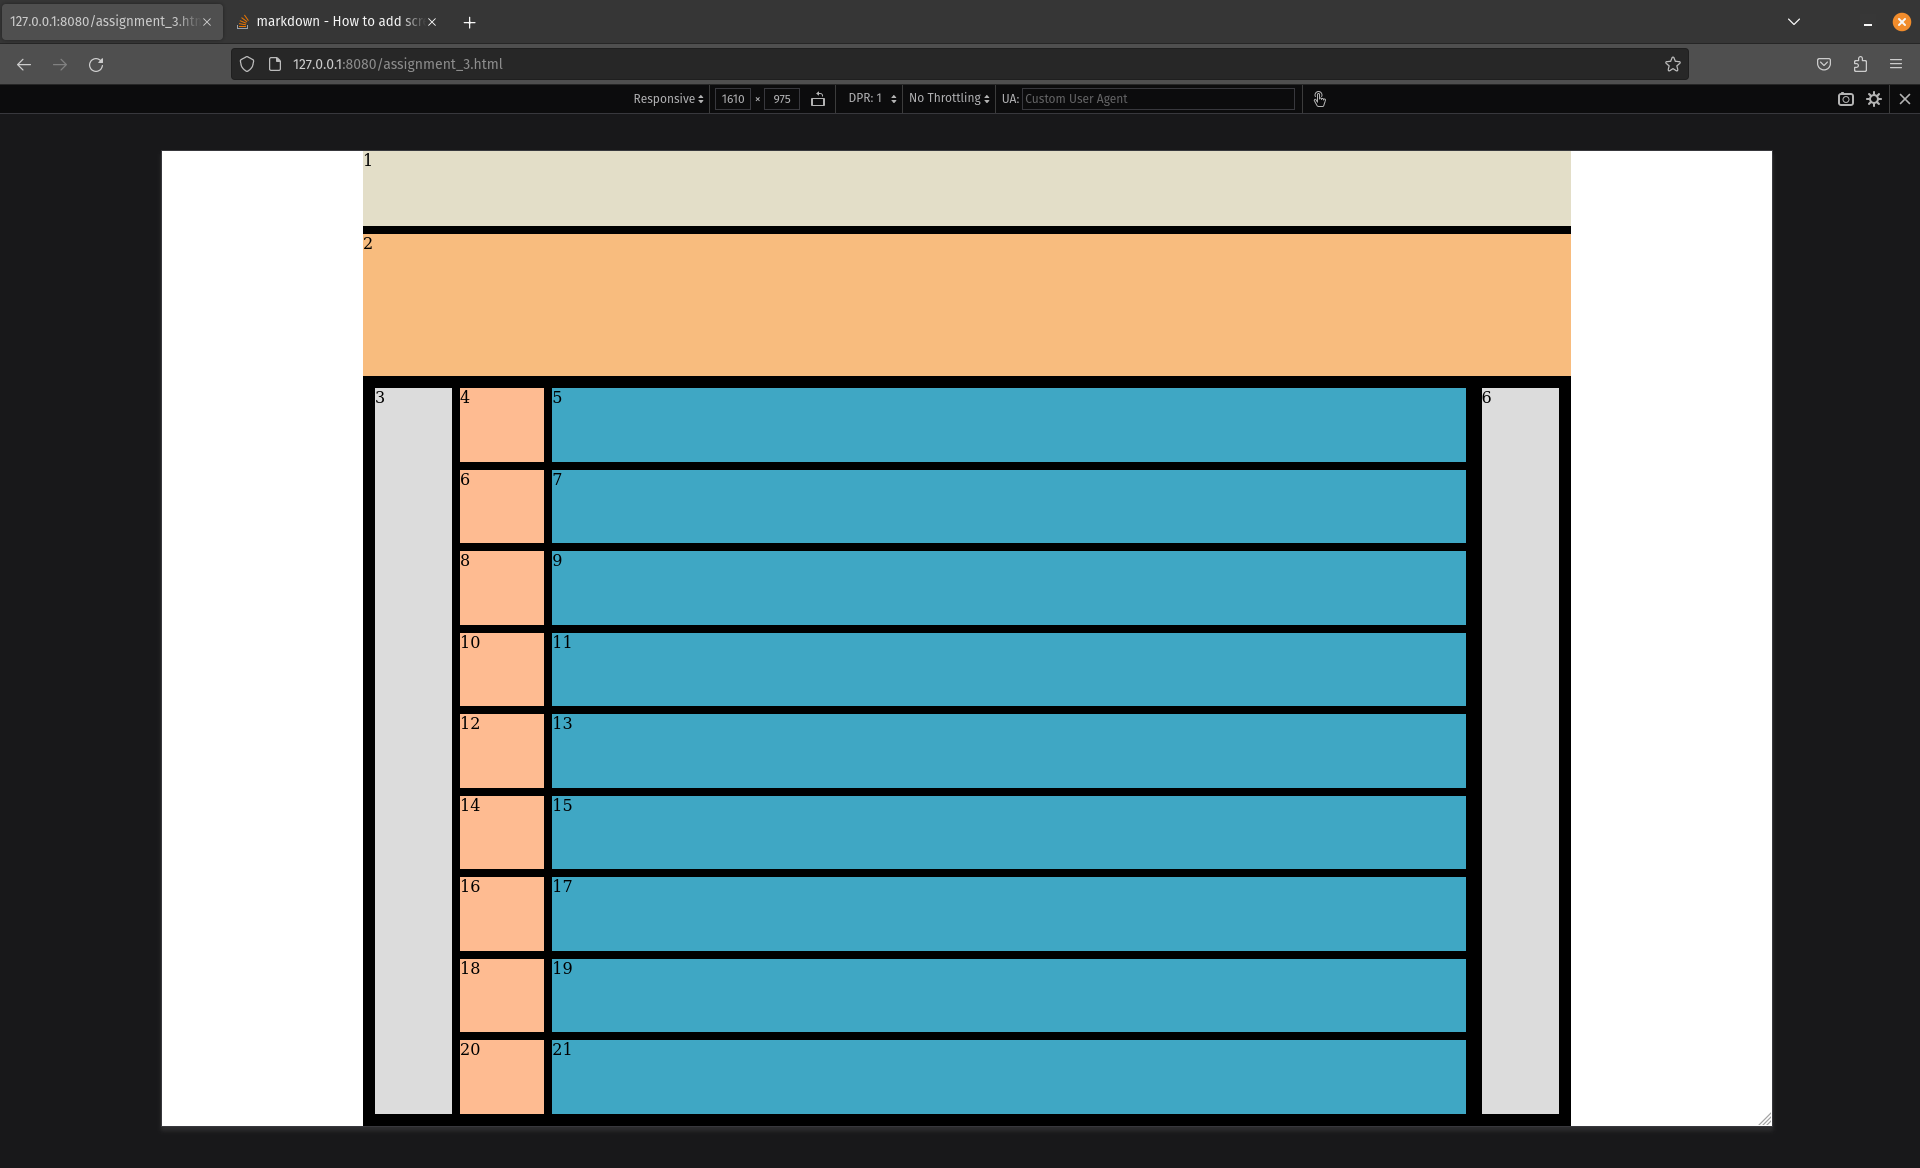 127.0.0.1:8080/assignment_3.htm
markdown - How to add scr
127.0.0.1:8080/assignment_3.html
Responsive 1610 × 975 DPR: 1 No Throttling UA: Custom User Agent
1
2
3 4 5 6
6 7
8 9
10 11
12 13
14 15
16 17
18 19
20 21